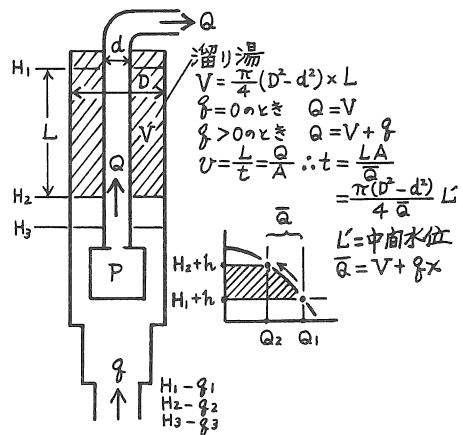 Q
d
溜り湯
H1
D
V
L
Q
H2
H3
P
q
H1-q1
H2-q2
H3-q3
V=π/4(D²-d²)×L
q=0のとき Q=V
q>0のとき Q=V+q
v=L/t=Q/A ∴t=LA/Q̅
=π(D²-d²)/4Q̅ L'
L'=中間水位
Q̅=V+qx
Q̅
H2+h
H1+h
Q2 Q1